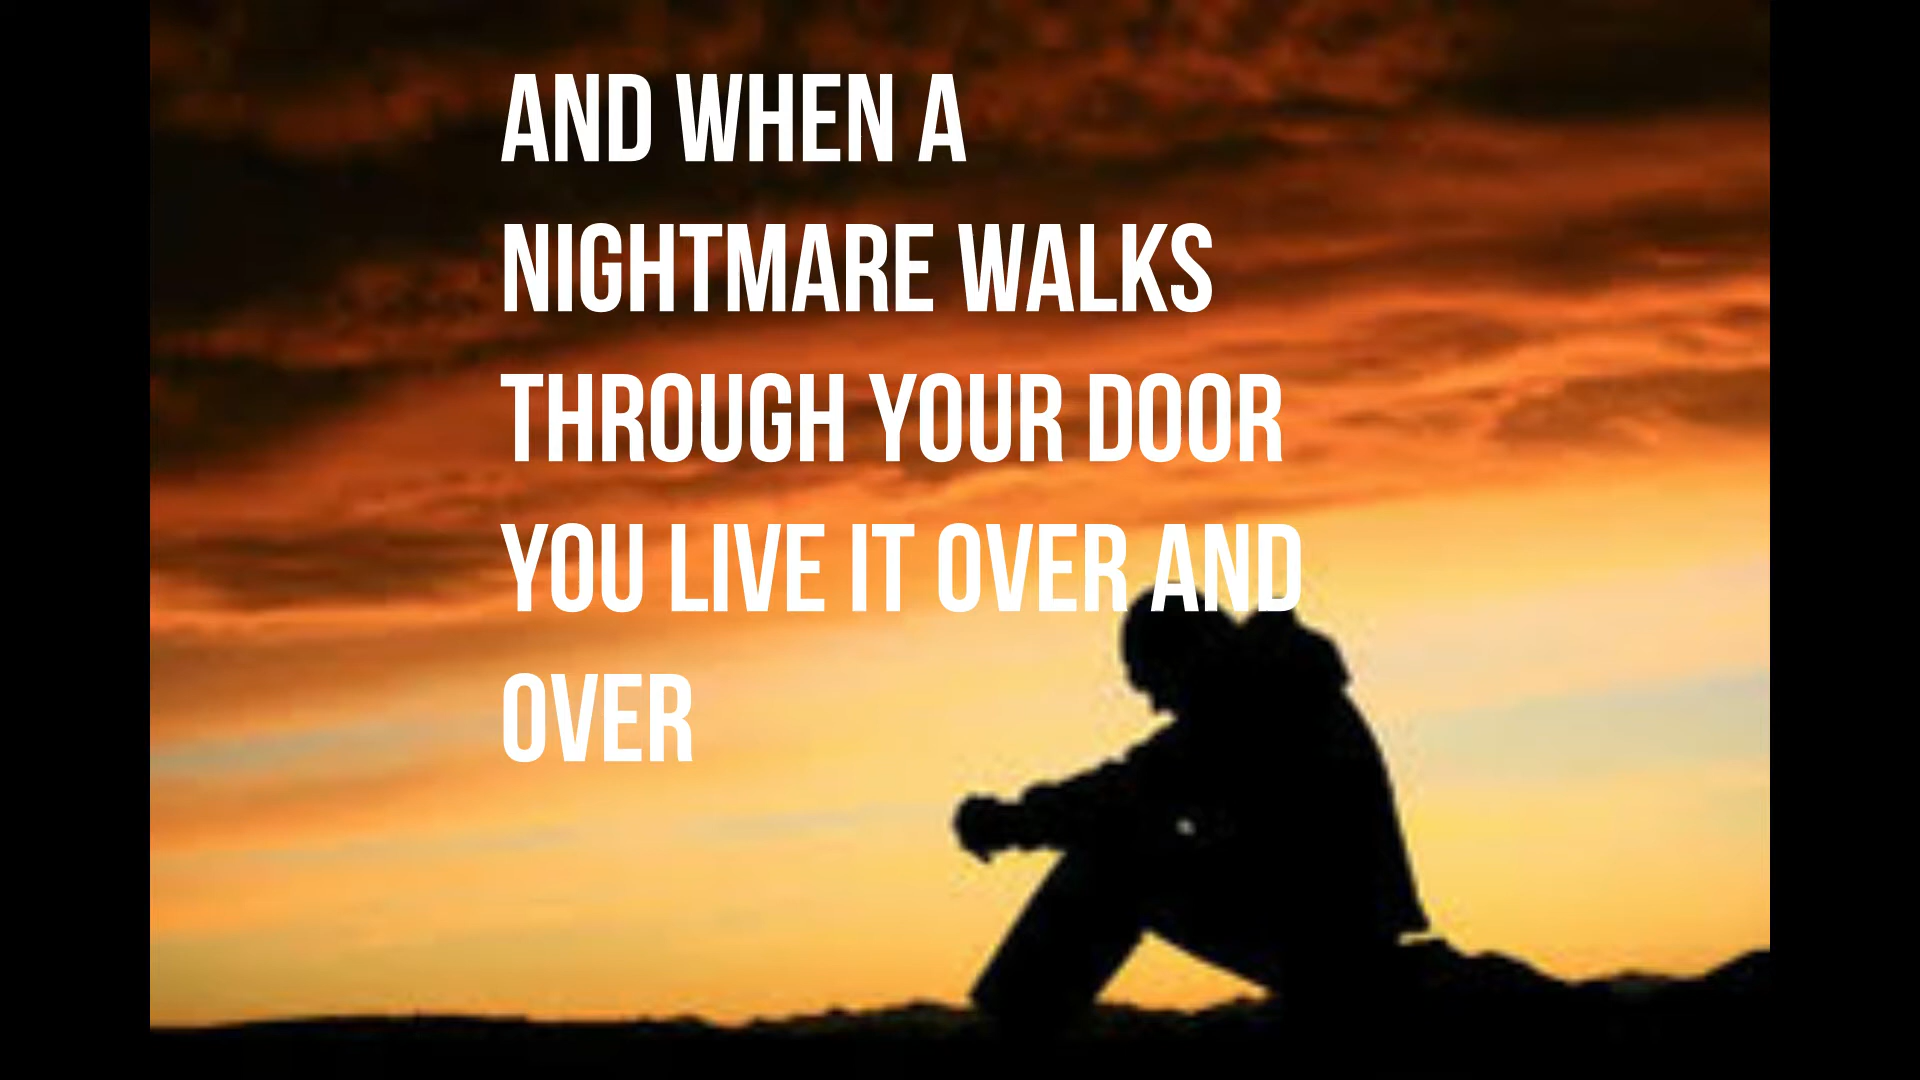 AND WHEN A
NIGHTMARE WALKS
THROUGH YOUR DOOR
YOU LIVE IT OVER AND
OVER